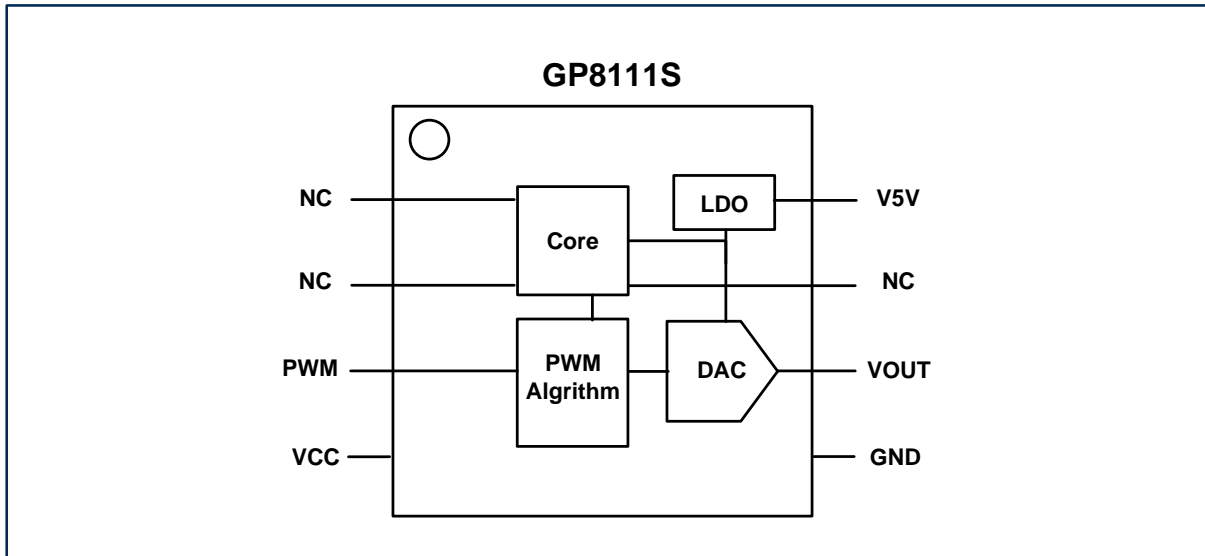 GP8111S
NC
LDO
V5V
Core
NC
NC
PWM
PWM
Algrithm
DAC
VOUT
VCC
GND